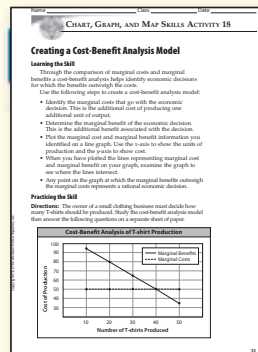 Name Class Date
CHART, GRAPH, AND MAP SKILLS ACTIVITY 18
Creating a Cost-Benefit Analysis Model
Learning the Skill
Through the comparison of marginal costs and marginal
benefits a cost-benefit analysis helps identify economic decisions
for which the benefits outweigh the costs.
Use the following steps to create a cost-benefit analysis model:
• Identify the marginal costs that go with the economic
decision. This is the additional cost of producing one
additional unit of output.
• Determine the marginal benefit of the economic decision.
This is the additional benefit associated with the decision.
• Plot the marginal cost and marginal benefit information you
identified on a line graph. Use the x-axis to show the units of
production and the y-axis to show cost.
• When you have plotted the lines representing marginal cost
and marginal benefit on your graph, examine the graph to
see where the lines intersect.
• Any point on the graph at which the marginal benefits outweigh
the marginal costs represents a rational economic decision.
Practicing the Skill
Directions: The owner of a small clothing business must decide how
many T-shirts should be produced. Study the cost-benefit analysis model
then answer the following questions on a separate sheet of paper.
Cost-Benefit Analysis of T-shirt Production
Cost of Production
100
90
80
70
60
50
40
30
Marginal Benefits
Marginal Costs
10 20 30 40 50
Number of T-shirts Produced